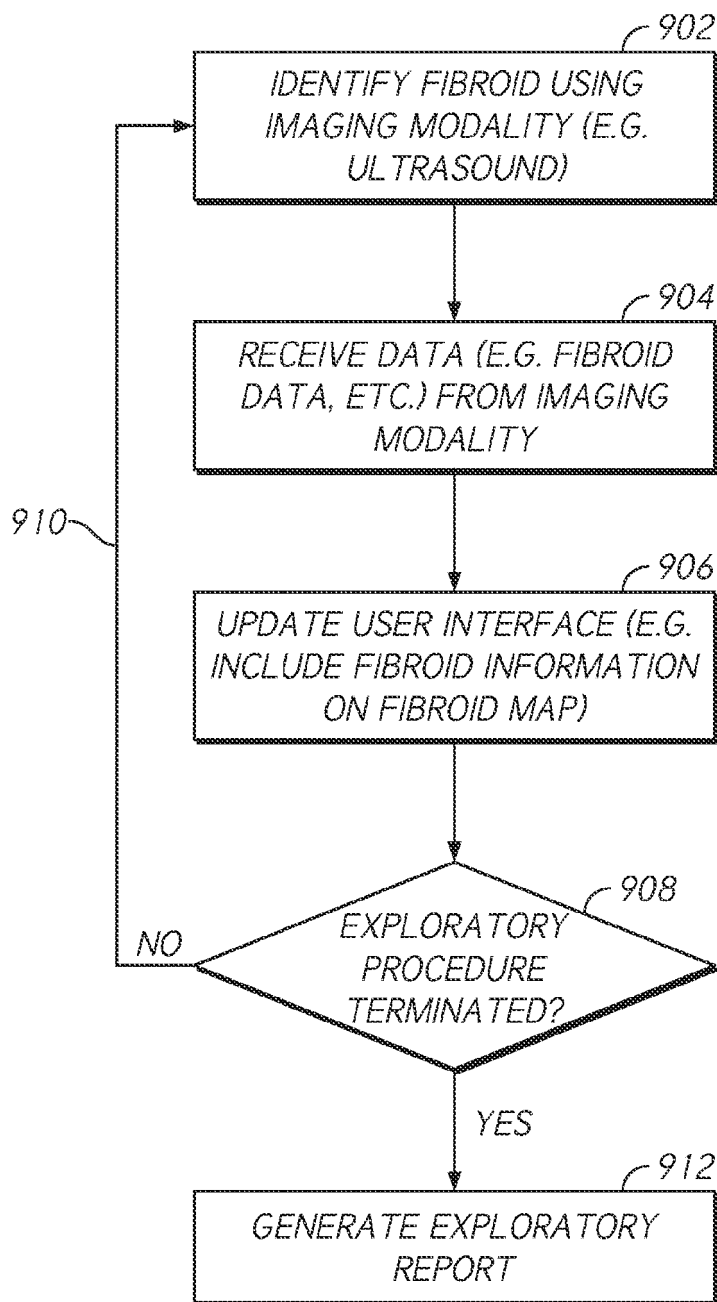 902
IDENTIFY FIBROID USING
IMAGING MODALITY (E.G.
ULTRASOUND)
904
RECEIVE DATA (E.G. FIBROID
DATA, ETC.) FROM IMAGING
MODALITY
910
906
UPDATE USER INTERFACE (E.G.
INCLUDE FIBROID INFORMATION
ON FIBROID MAP)
908
EXPLORATORY
PROCEDURE
TERMINATED?
NO
YES
912
GENERATE EXPLORATORY
REPORT